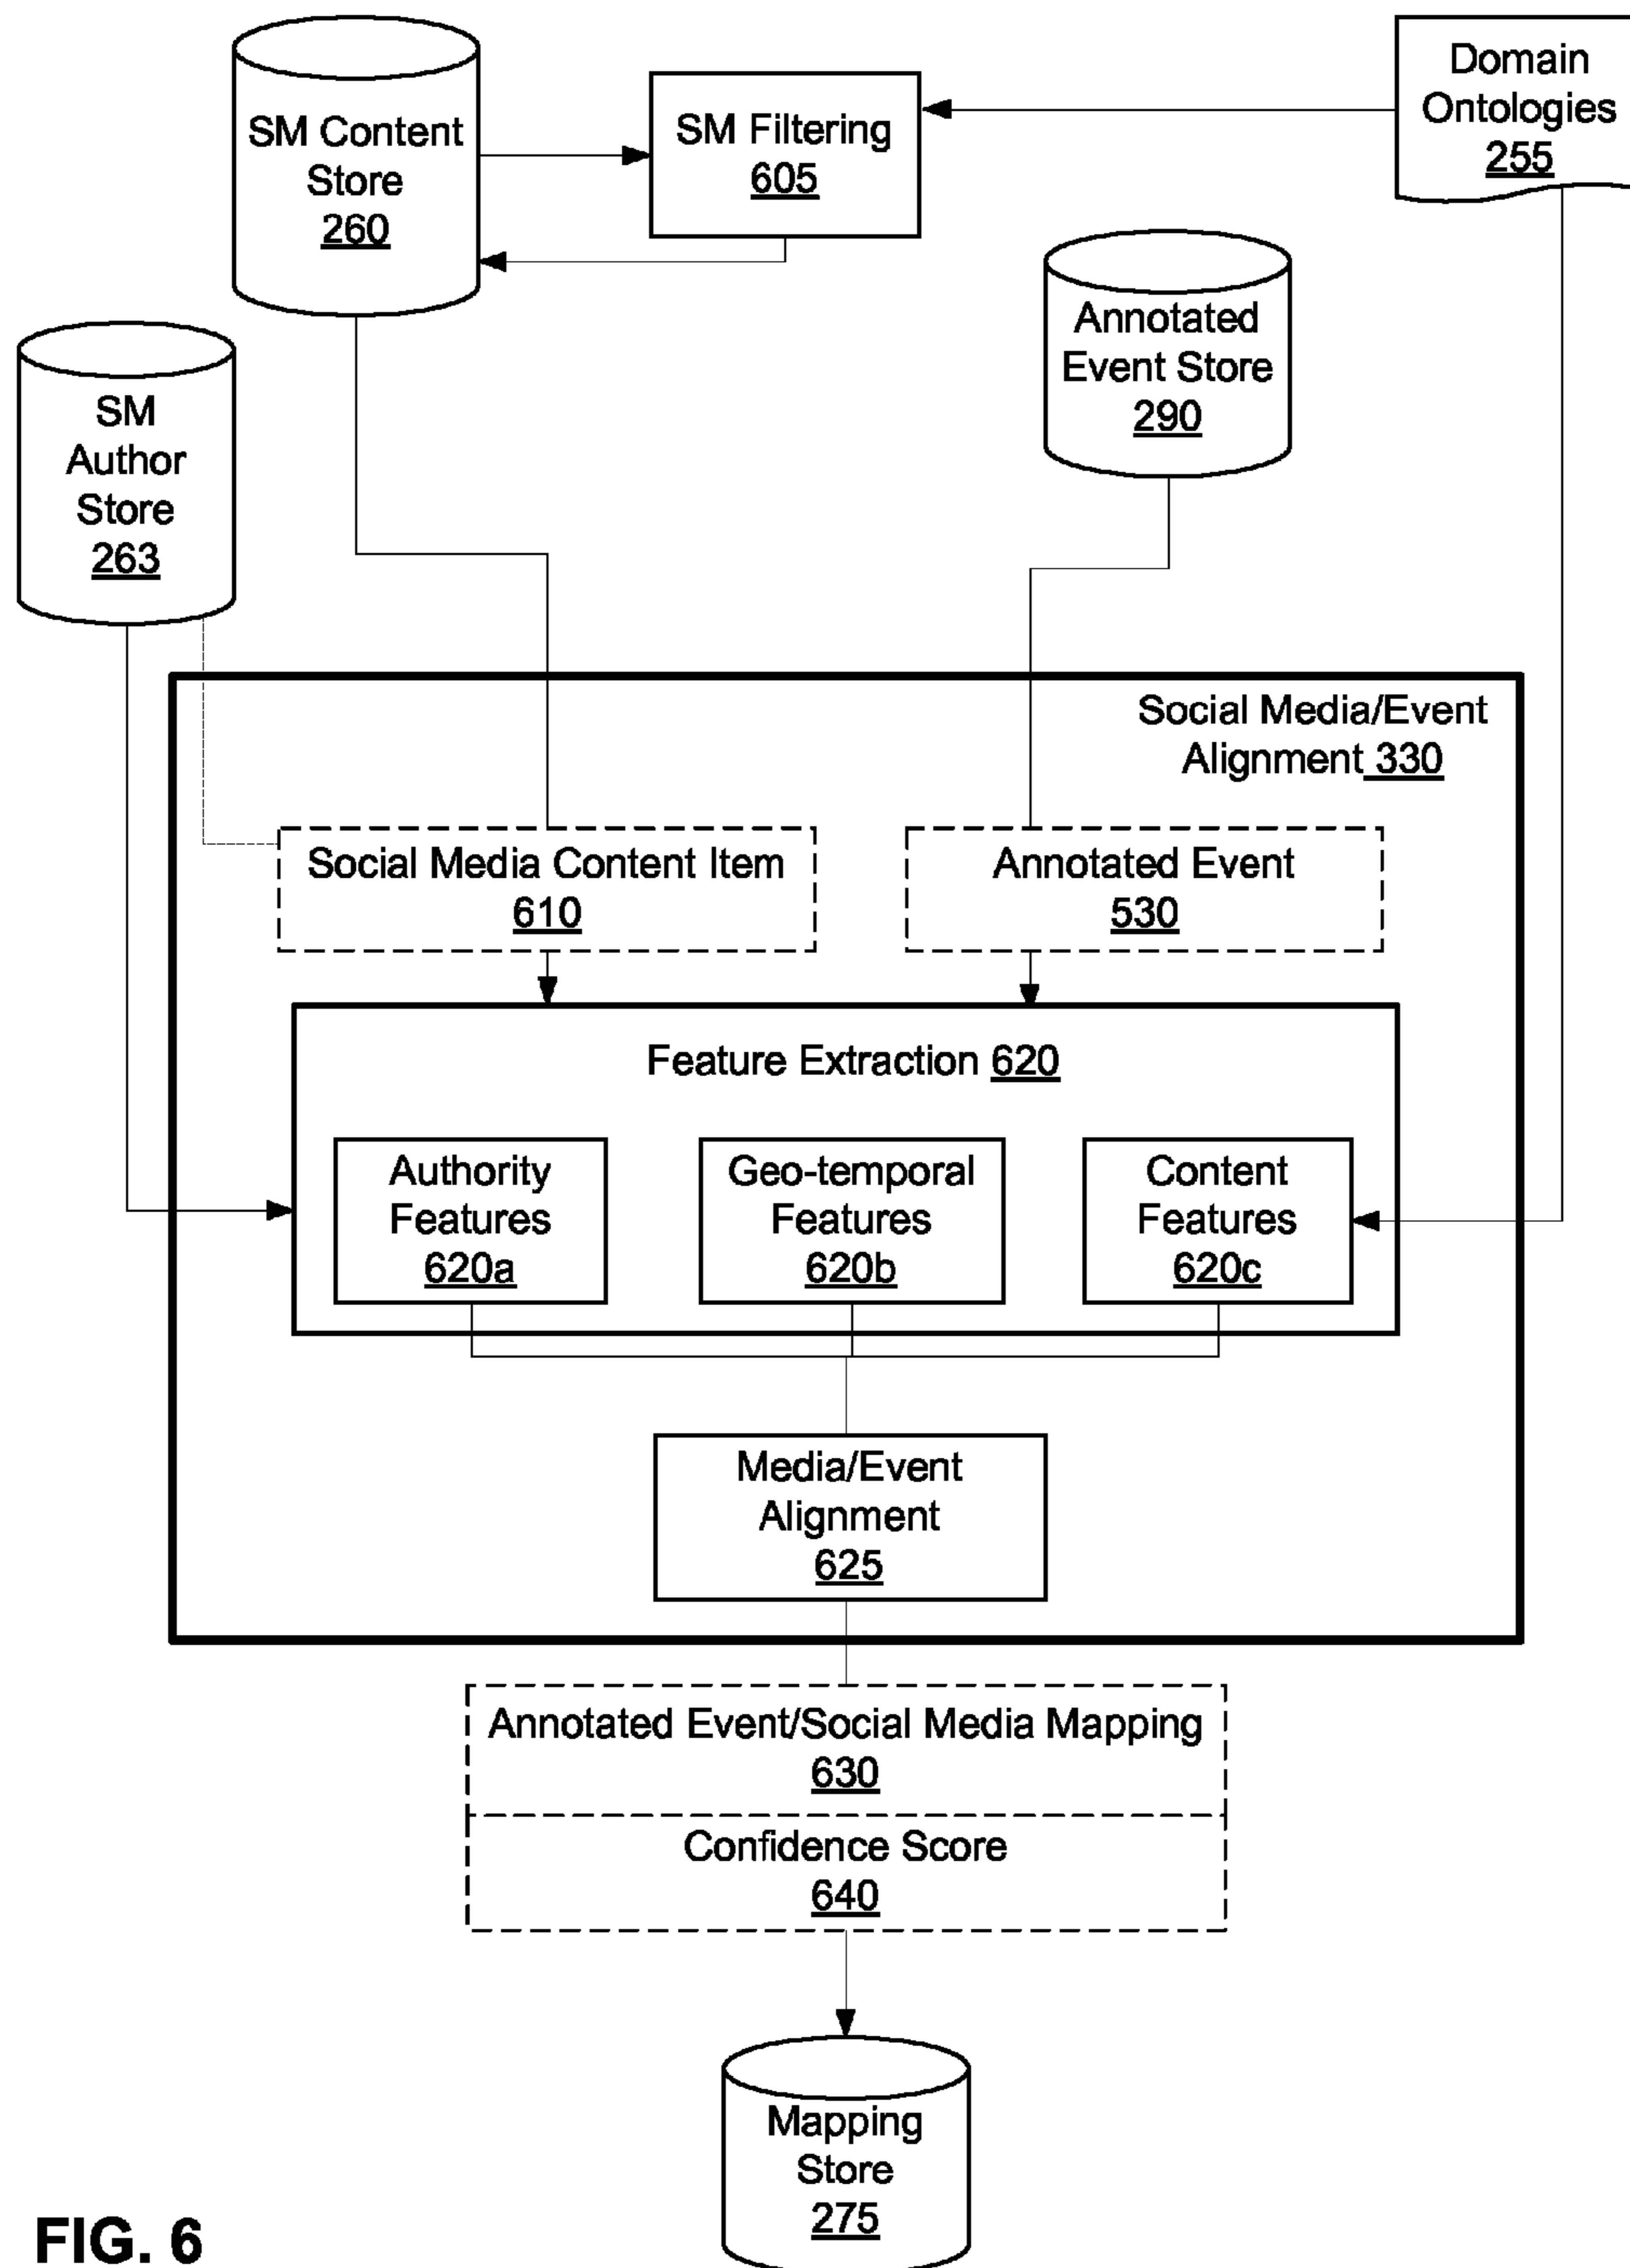 SM Content
Store
260
SM Filtering
605
Domain
Ontologies
255
SM
Author
Store
263
Annotated
Event Store
290
Social Media/Event
Alignment 330
Social Media Content Item
610
Annotated Event
530
Feature Extraction 620
Authority
Features
620a
Geo-temporal
Features
620b
Content
Features
620c
Media/Event
Alignment
625
Annotated Event/Social Media Mapping
630
Confidence Score
640
Mapping
Store
275
FIG. 6